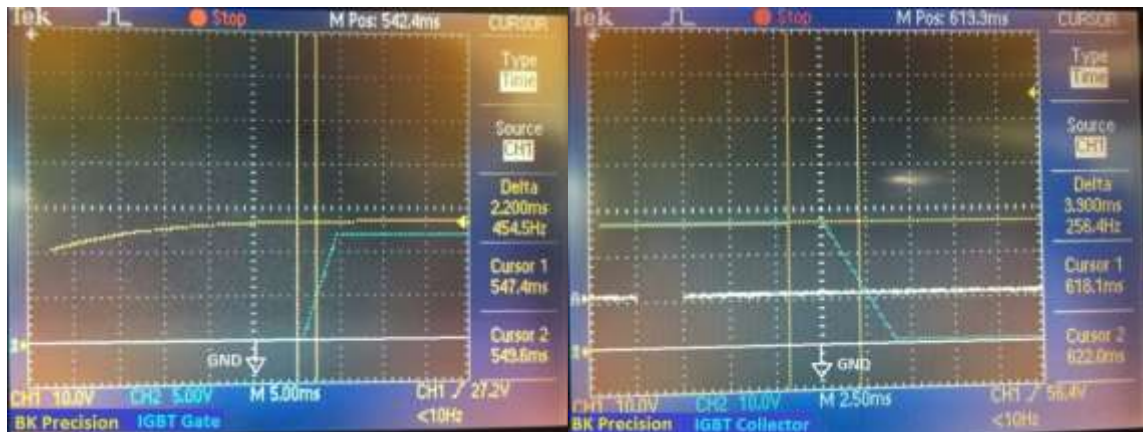 Tek Stop M Pos: 542.4ms CURSOR
Type
Time
Source
CH1
Delta
2.200ms
454.5Hz
Cursor 1
547.4ms
Cursor 2
549.6ms
GND
CH1 10.0V CH2 5.00V M 5.00ms CH1 27.2V
<10Hz
BK Precision IGBT Gate
Tek Stop M Pos: 613.3ms CURSOR
Type
Time
Source
CH1
Delta
3.900ms
256.4Hz
Cursor 1
618.1ms
Cursor 2
622.0ms
GND
CH1 10.0V CH2 10.0V M 2.50ms CH1 56.4V
<10Hz
BK Precision IGBT Collector